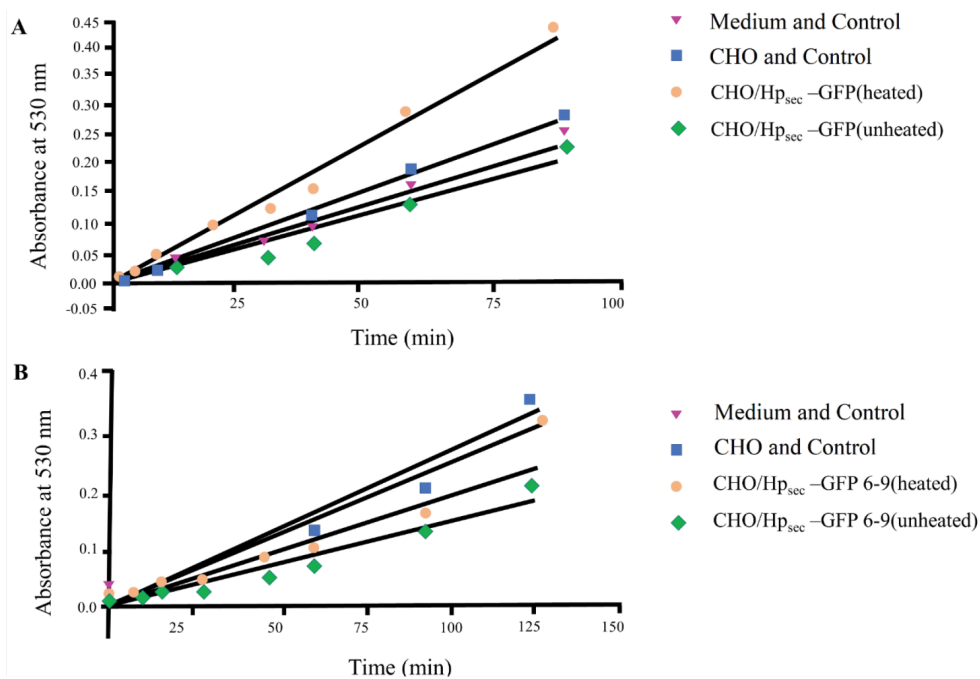 A
Absorbance at 530 nm
0.45
0.40
0.35
0.30
0.25
0.20
0.15
0.10
0.05
0.00
-0.05
25
50
75
100
Time (min)
Medium and Control
CHO and Control
CHO/Hpsec –GFP(heated)
CHO/Hpsec –GFP(unheated)
B
Absorbance at 530 nm
0.4
0.3
0.2
0.1
0.0
25
50
75
100
125
150
Time (min)
Medium and Control
CHO and Control
CHO/Hpsec –GFP 6-9(heated)
CHO/Hpsec –GFP 6-9(unheated)